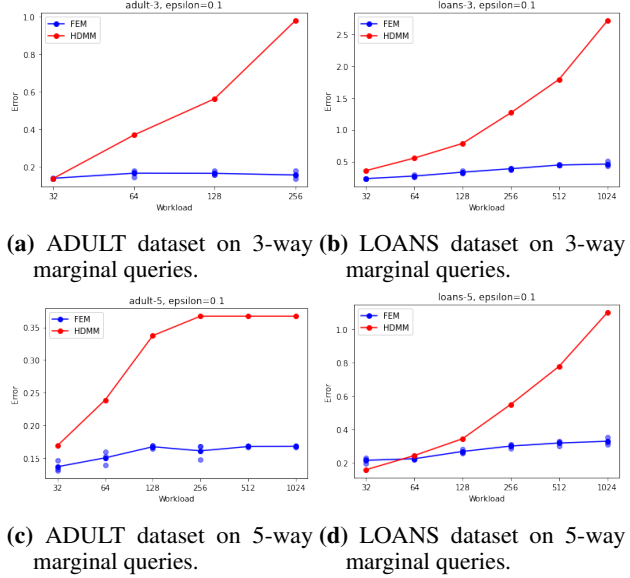 adult-3, epsilon=0.1
FEM
HDMM
1.0
0.8
0.6
0.4
0.2
Error
32 64 128 256
Workload
loans-3, epsilon=0.1
FEM
HDMM
2.5
2.0
1.5
1.0
0.5
Error
32 64 128 256 512 1024
Workload
(a) ADULT dataset on 3-way
marginal queries.
(b) LOANS dataset on 3-way
marginal queries.
adult-5, epsilon=0.1
FEM
HDMM
0.35
0.30
0.25
0.20
0.15
Error
32 64 128 256 512 1024
Workload
loans-5, epsilon=0.1
FEM
HDMM
1.0
0.8
0.6
0.4
0.2
Error
32 64 128 256 512 1024
Workload
(c) ADULT dataset on 5-way
marginal queries.
(d) LOANS dataset on 5-way
marginal queries.